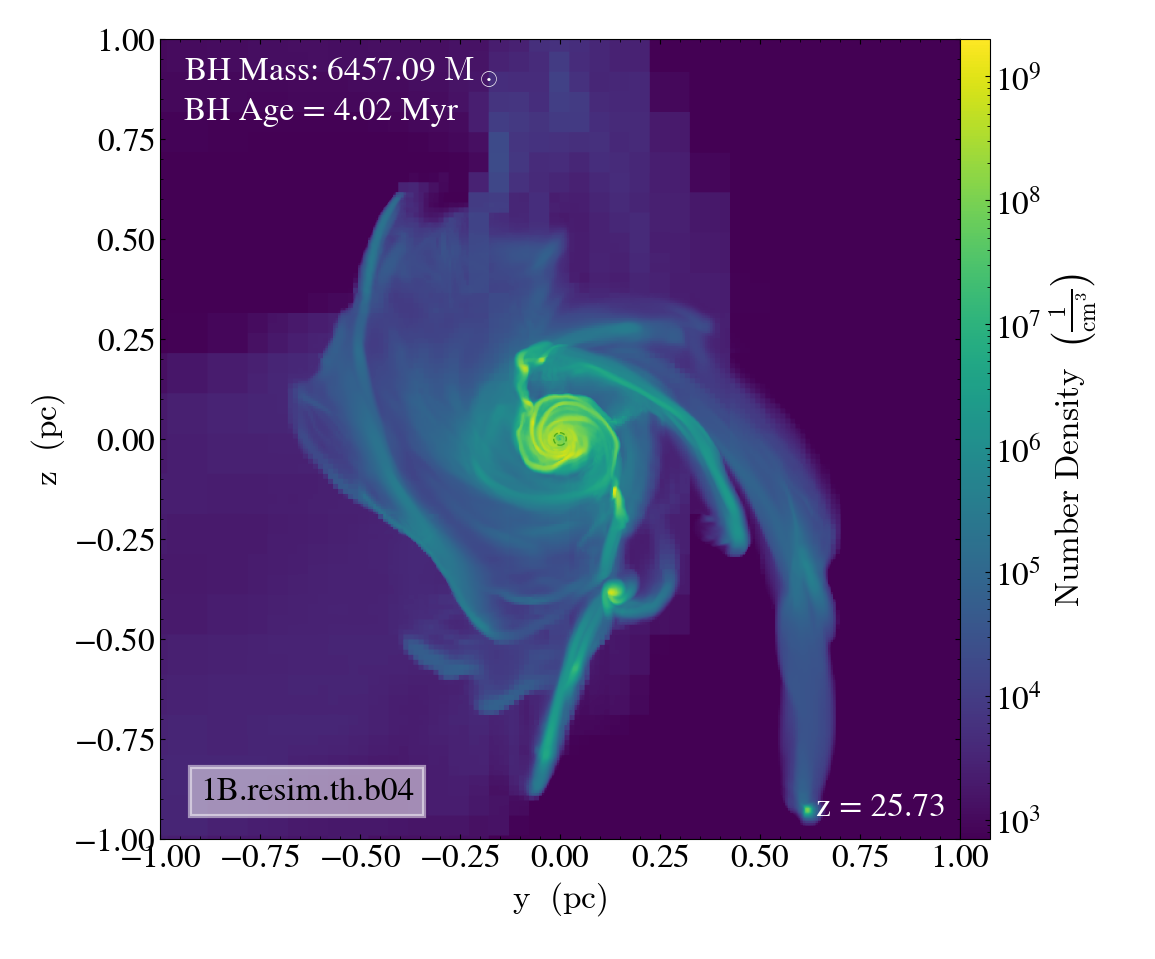 BH Mass: 6457.09 M⊙
BH Age = 4.02 Myr
1B.resim.th.b04
z = 25.73
1.00
0.75
0.50
0.25
0.00
−0.25
−0.50
−0.75
−1.00
z (pc)
−1.00 −0.75 −0.50 −0.25 0.00 0.25 0.50 0.75 1.00
y (pc)
10⁹
10⁸
10⁷
10⁶
10⁵
10⁴
10³
Number Density (1/cm³)